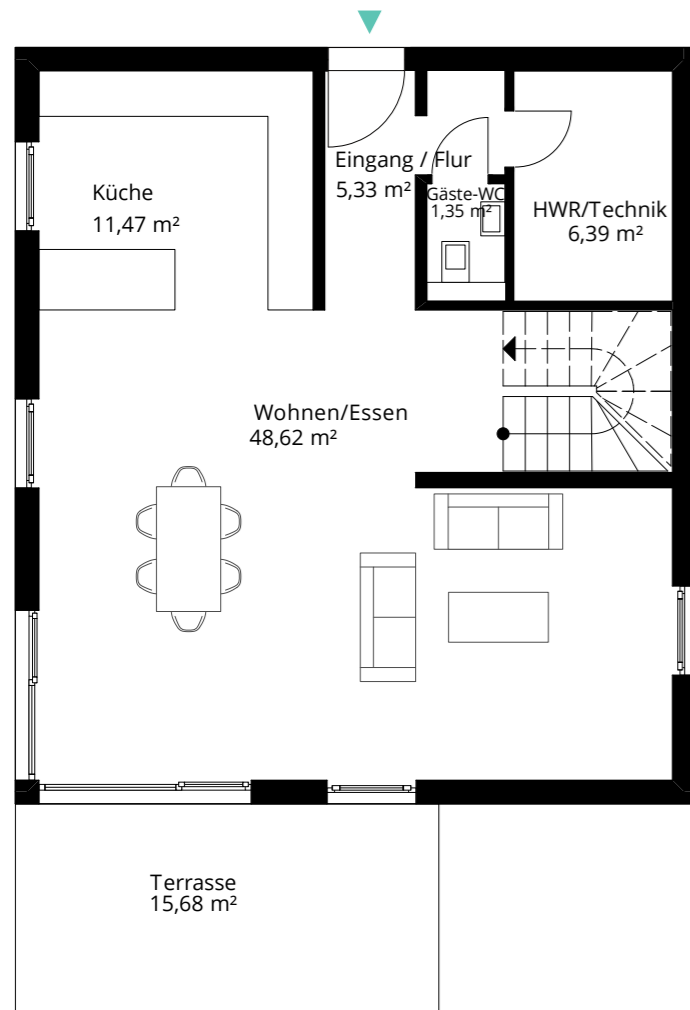 Eingang / Flur
5,33 m²
Küche
11,47 m²
Gäste-WC
1,35 m²
HWR/Technik
6,39 m²
Wohnen/Essen
48,62 m²
Terrasse
15,68 m²